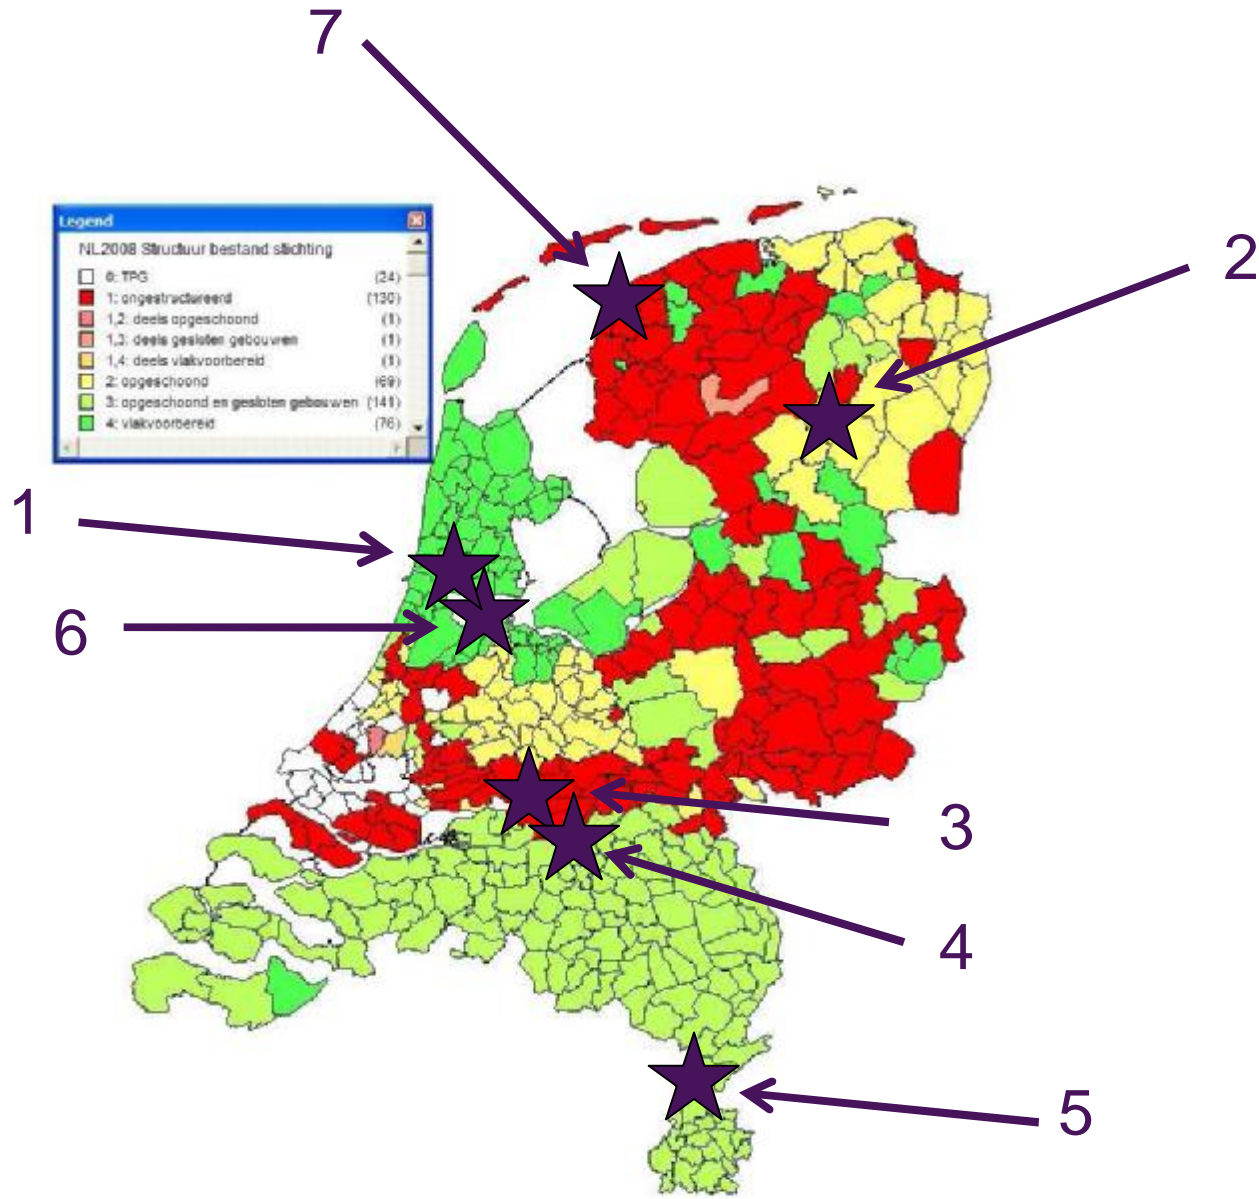 7
Legend
NL2008 Structuur bestand stichting
0: TPG (24)
1: ongestructureerd (130)
1,2: deels opgeschoond (1)
1,3: deels gesloten gebouwen (1)
1,4: deels vlakvoorbereid (1)
2: opgeschoond (69)
3: opgeschoond en gesloten gebouwen (141)
4: vlakvoorbereid (76)
2
1
6
3
4
5